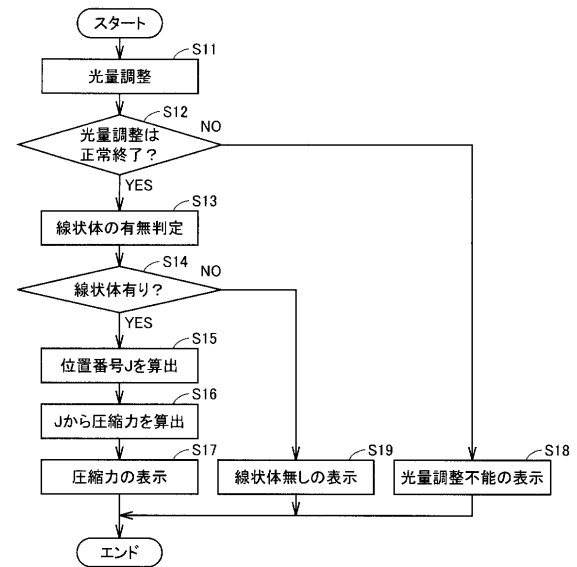 スタート
S11
光量調整
S12
光量調整は
正常終了？
NO
YES
S13
線状体の有無判定
S14
線状体有り？
NO
YES
S15
位置番号Jを算出
S16
Jから圧縮力を算出
S17
圧縮力の表示
S19
線状体無しの表示
S18
光量調整不能の表示
エンド